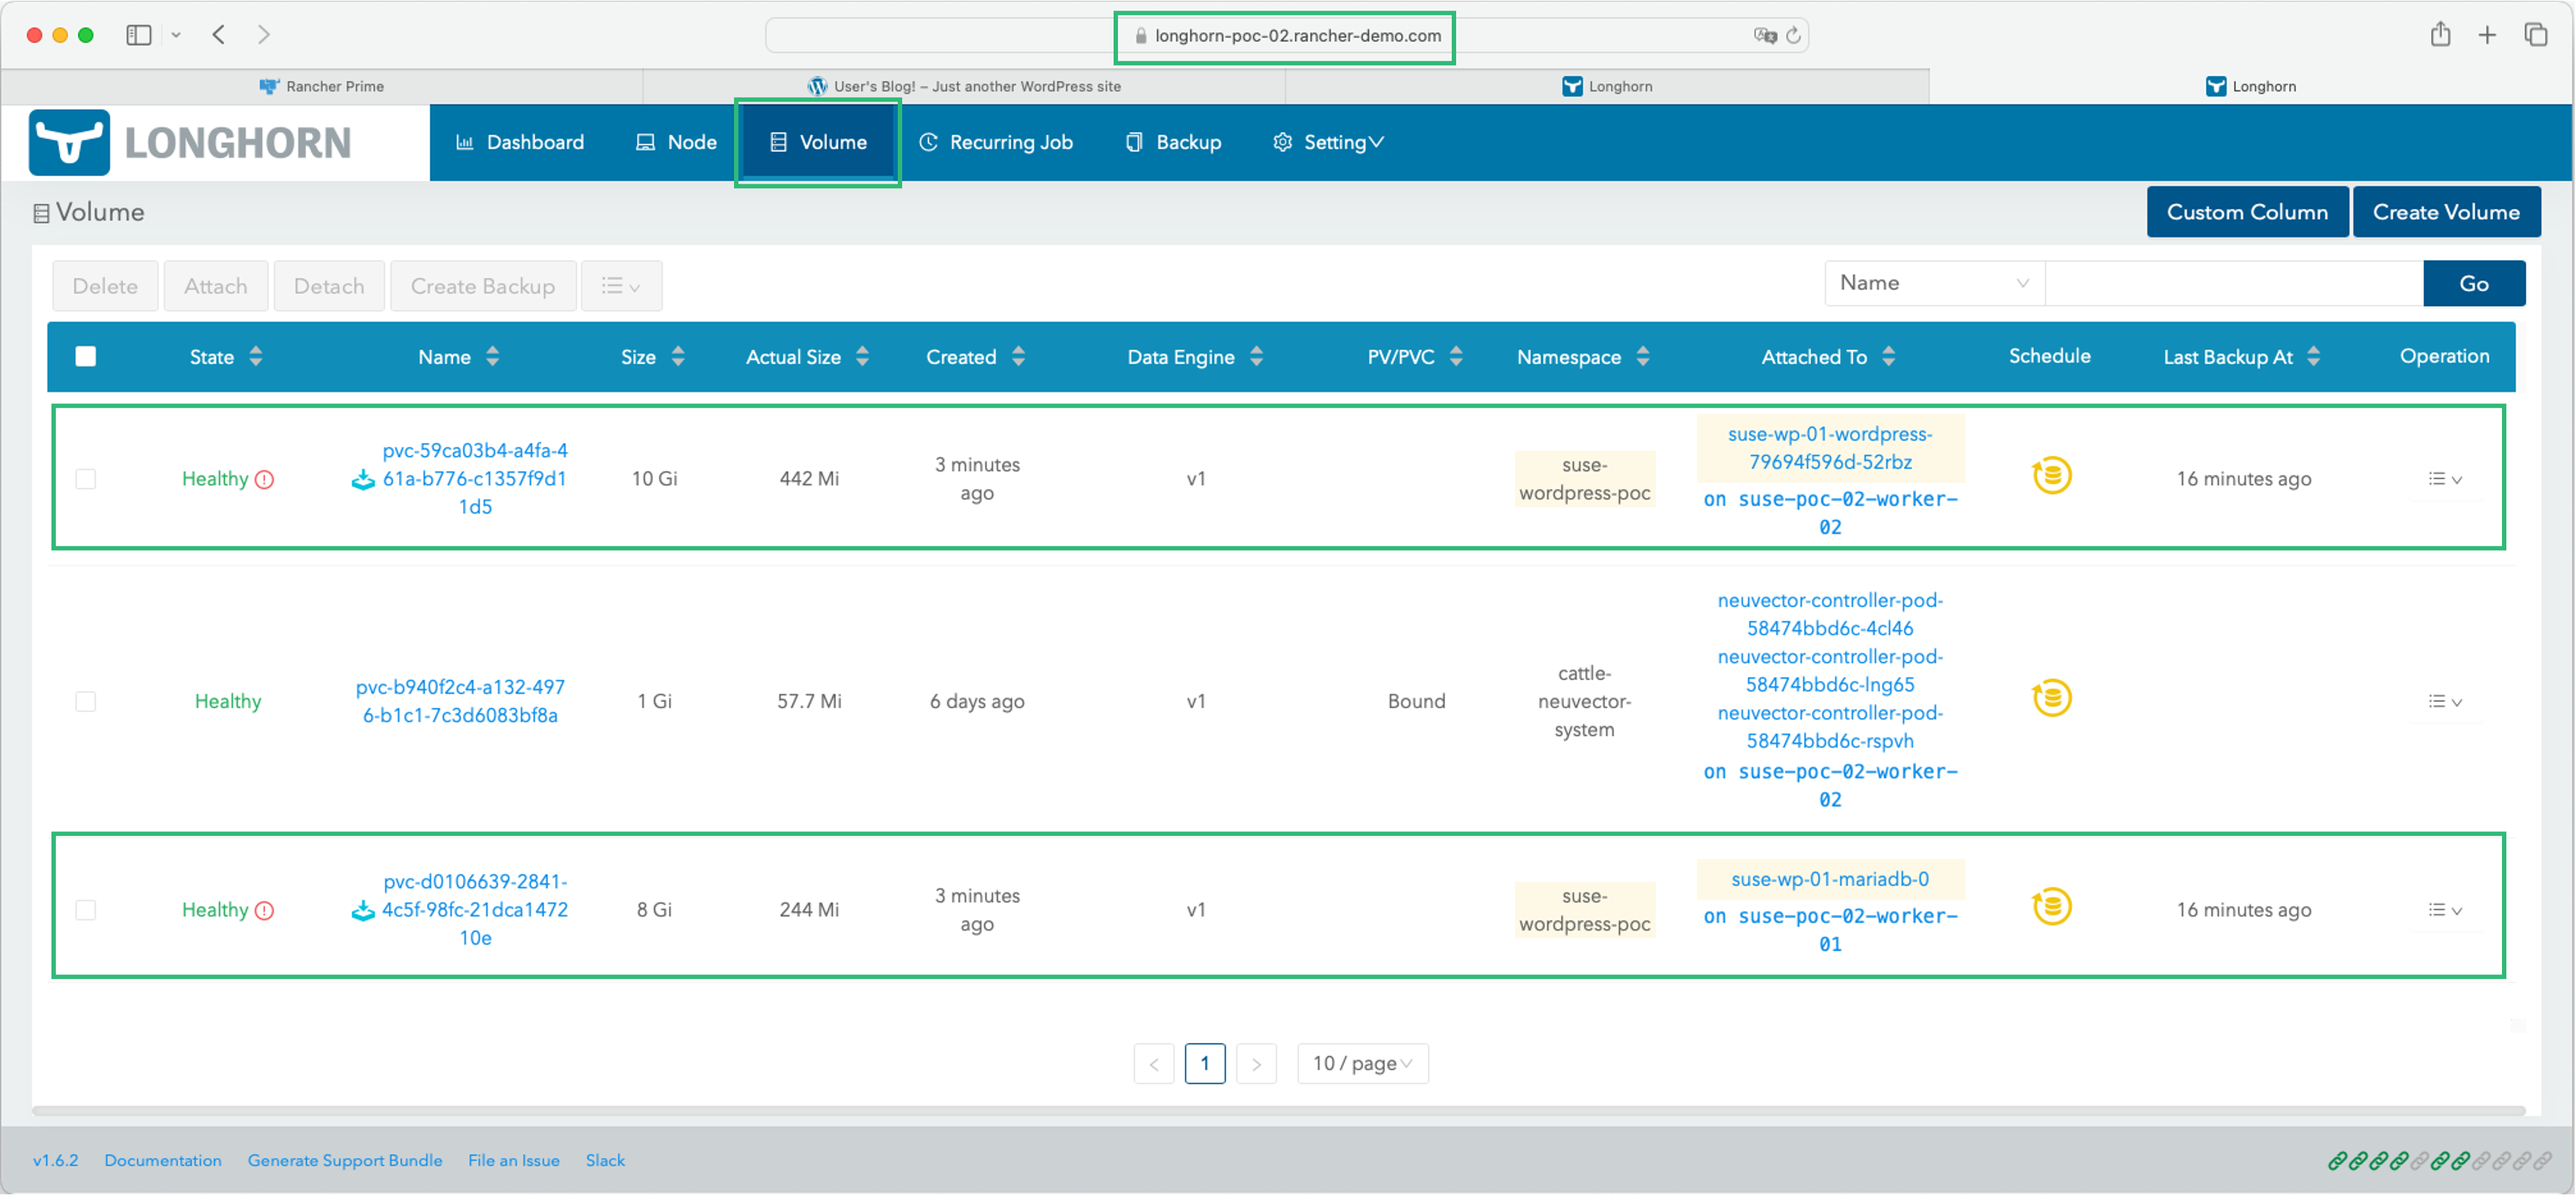 longhorn-poc-02.rancher-demo.com
Rancher Prime
User's Blog! – Just another WordPress site
Longhorn
Longhorn
LONGHORN
Dashboard
Node
Volume
Recurring Job
Backup
Setting
Volume
Custom Column
Create Volume
Delete
Attach
Detach
Create Backup
Name
Go
State
Name
Size
Actual Size
Created
Data Engine
PV/PVC
Namespace
Attached To
Schedule
Last Backup At
Operation
Healthy
pvc-59ca03b4-a4fa-4
61a-b776-c1357f9d1
1d5
10 Gi
442 Mi
3 minutes
ago
v1
suse-
wordpress-poc
suse-wp-01-wordpress-
79694f596d-52rbz
on suse-poc-02-worker-
02
16 minutes ago
Healthy
pvc-b940f2c4-a132-497
6-b1c1-7c3d6083bf8a
1 Gi
57.7 Mi
6 days ago
v1
Bound
cattle-
neuvector-
system
neuvector-controller-pod-
58474bbd6c-4cl46
neuvector-controller-pod-
58474bbd6c-lng65
neuvector-controller-pod-
58474bbd6c-rspvh
on suse-poc-02-worker-
02
Healthy
pvc-d0106639-2841-
4c5f-98fc-21dca1472
10e
8 Gi
244 Mi
3 minutes
ago
v1
suse-
wordpress-poc
suse-wp-01-mariadb-0
on suse-poc-02-worker-
01
16 minutes ago
1
10 / page
v1.6.2
Documentation
Generate Support Bundle
File an Issue
Slack